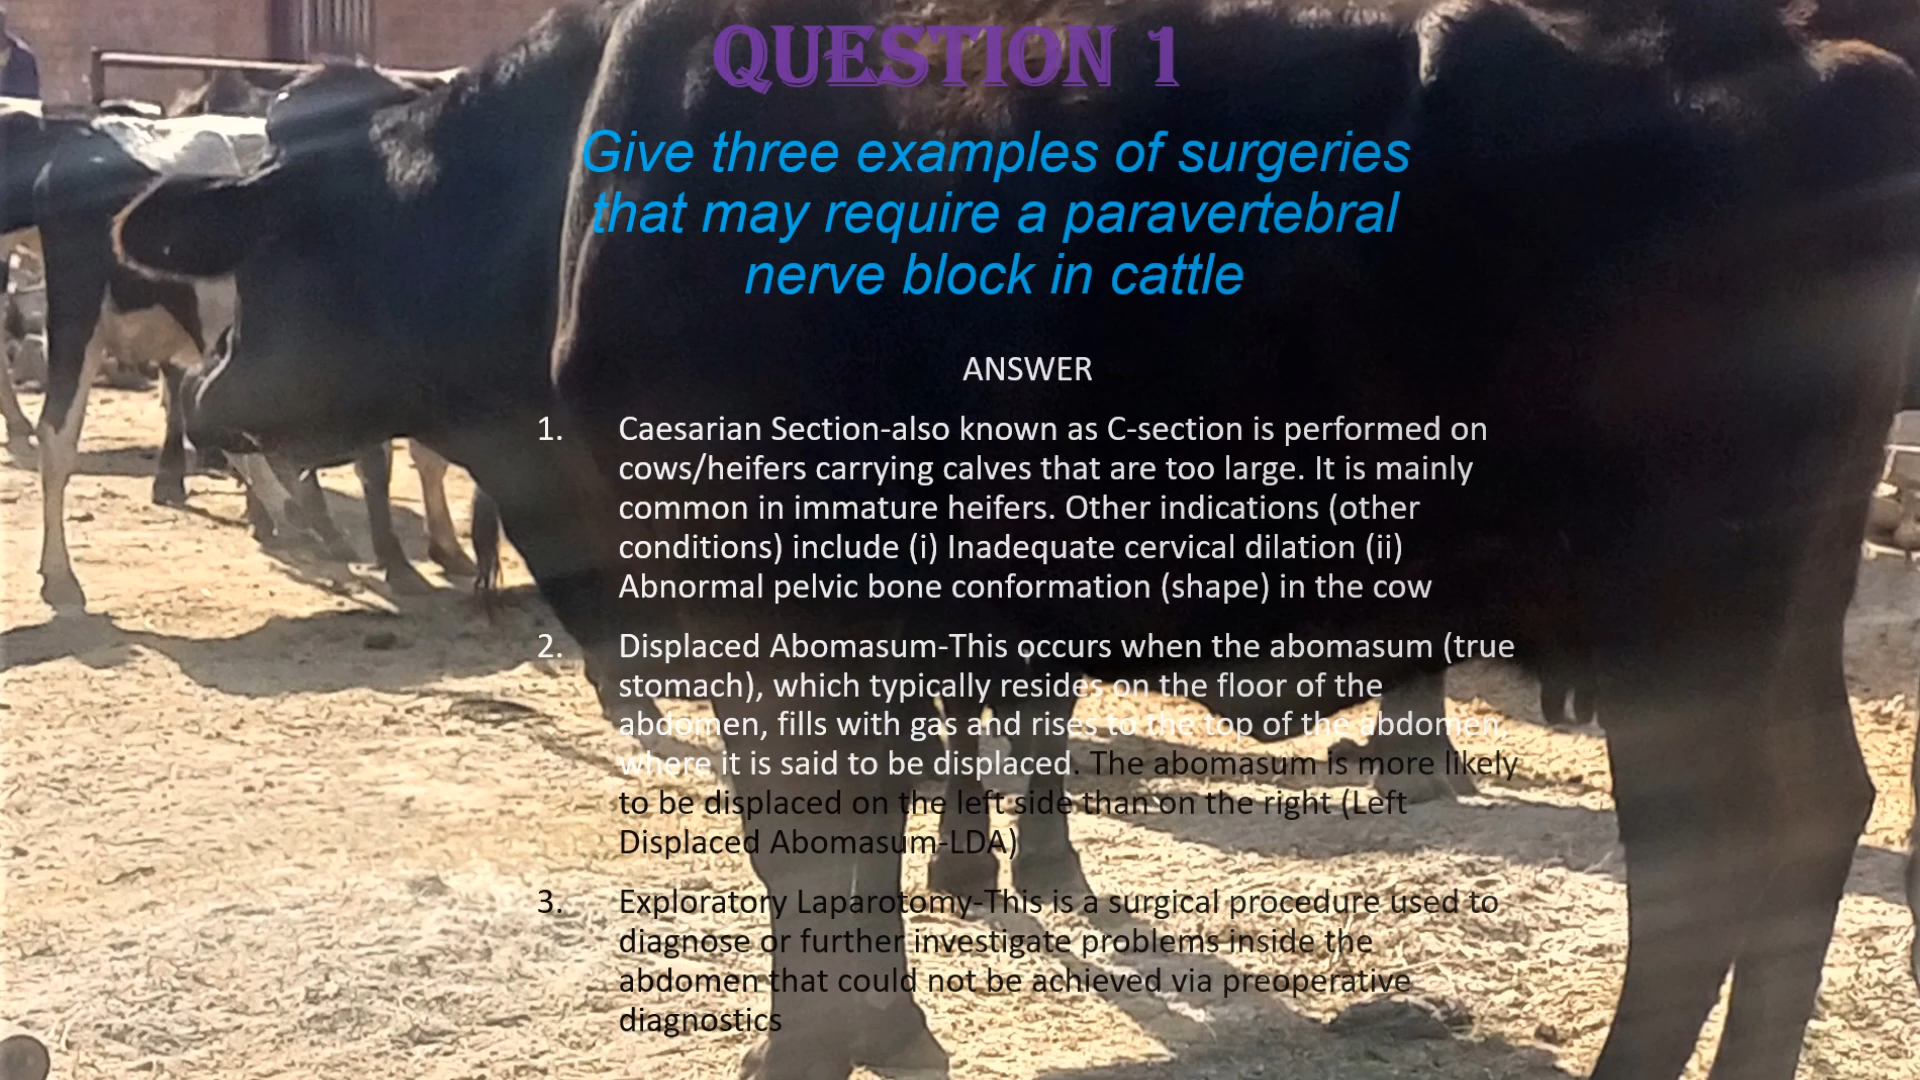 QUESTION 1
Give three examples of surgeries
that may require a paravertebral
nerve block in cattle
ANSWER
1. Caesarian Section-also known as C-section is performed on
cows/heifers carrying calves that are too large. It is mainly
common in immature heifers. Other indications (other
conditions) include (i) Inadequate cervical dilation (ii)
Abnormal pelvic bone conformation (shape) in the cow
2. Displaced Abomasum-This occurs when the abomasum (true
stomach), which typically resides on the floor of the
abdomen, fills with gas and rises to the top of the abdomen,
where it is said to be displaced. The abomasum is more likely
to be displaced on the left side than on the right (Left
Displaced Abomasum-LDA)
3. Exploratory Laparotomy-This is a surgical procedure used to
diagnose or further investigate problems inside the
abdomen that could not be achieved via preoperative
diagnostics